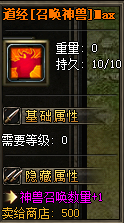 道经[召唤神兽]Max
重量: 0
持久: 10/10
基础属性
需要等级: 0
隐藏属性
神兽召唤数量+1
卖给商店: 500